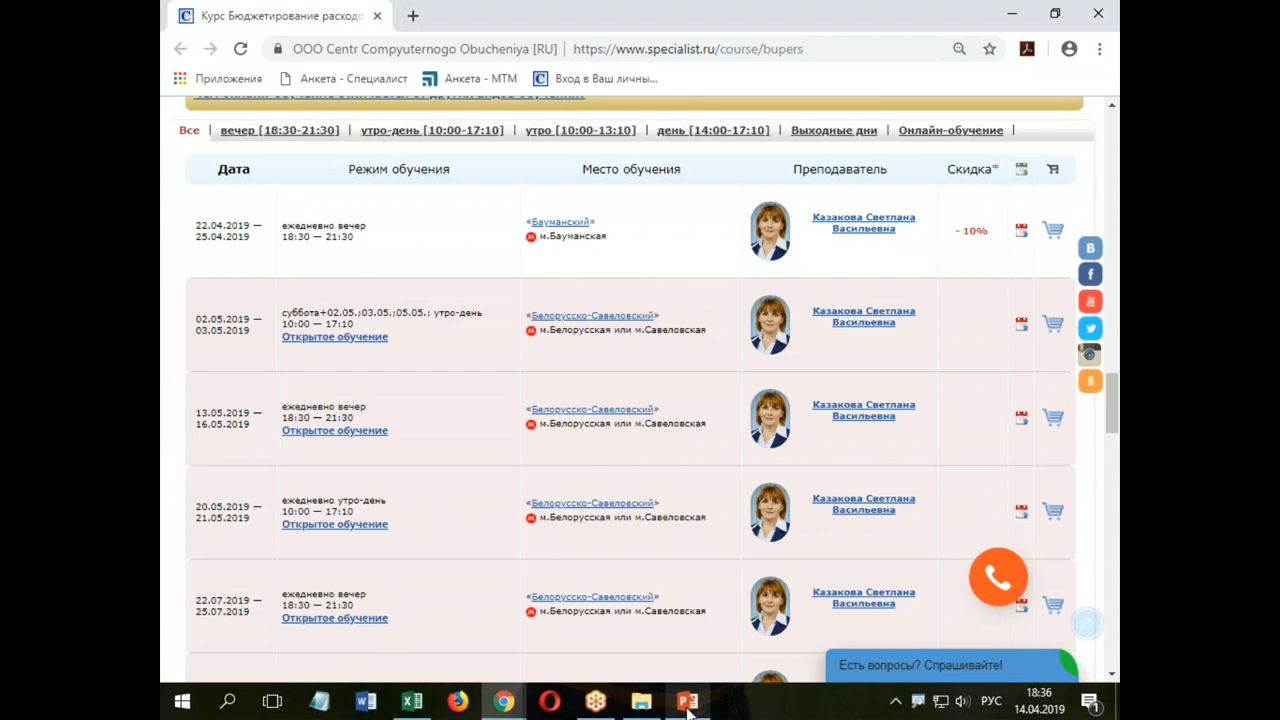 Курс Бюджетирование расходо
ООО Centr Compyuternogo Obucheniya [RU] | https://www.specialist.ru/course/bupers
Приложения Анкета - Специалист Анкета - МТМ Вход в Ваш личны...
Все | вечер [18:30-21:30] | утро-день [10:00-17:10] | утро [10:00-13:10] | день [14:00-17:10] | Выходные дни | Онлайн-обучение |
Дата Режим обучения Место обучения Преподаватель Скидка
22.04.2019 —
25.04.2019
ежедневно вечер
18:30 — 21:30
«Бауманский»
м.Бауманская
Казакова Светлана
Васильевна
- 10%
02.05.2019 —
03.05.2019
суббота+02.05.;03.05.;05.05.; утро-день
10:00 — 17:10
Открытое обучение
«Белорусско-Савеловский»
м.Белорусская или м.Савеловская
Казакова Светлана
Васильевна
13.05.2019 —
16.05.2019
ежедневно вечер
18:30 — 21:30
Открытое обучение
«Белорусско-Савеловский»
м.Белорусская или м.Савеловская
Казакова Светлана
Васильевна
20.05.2019 —
21.05.2019
ежедневно утро-день
10:00 — 17:10
Открытое обучение
«Белорусско-Савеловский»
м.Белорусская или м.Савеловская
Казакова Светлана
Васильевна
22.07.2019 —
25.07.2019
ежедневно вечер
18:30 — 21:30
Открытое обучение
«Белорусско-Савеловский»
м.Белорусская или м.Савеловская
Казакова Светлана
Васильевна
Есть вопросы? Спрашивайте!
РУС
18:36
14.04.2019